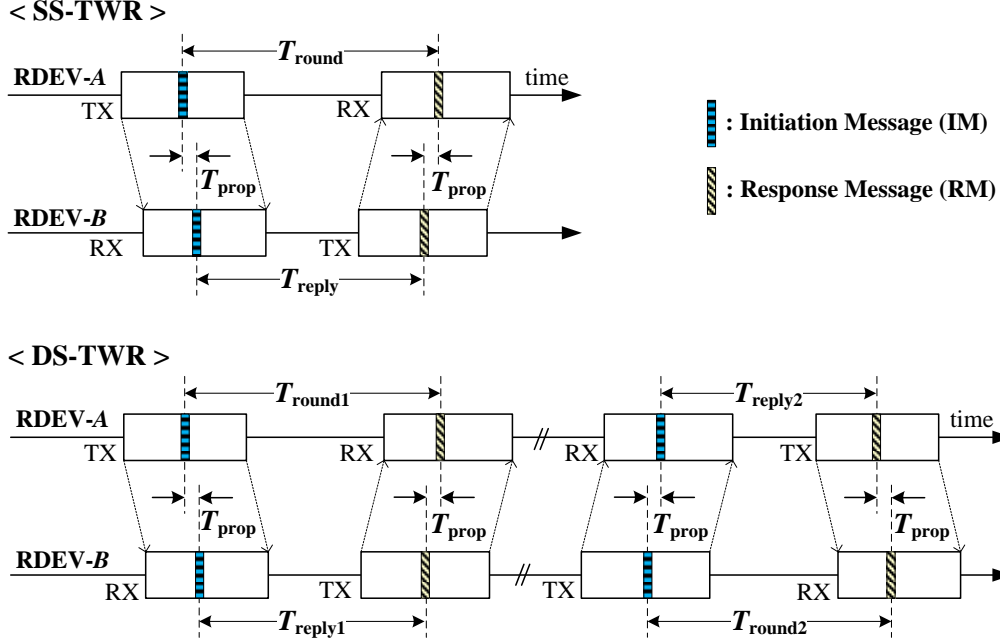 < SS-TWR >
T_round
RDEV-A
time
TX
RX
: Initiation Message (IM)
T_prop
T_prop
: Response Message (RM)
RDEV-B
RX
TX
T_reply
< DS-TWR >
T_round1
T_reply2
RDEV-A
time
TX
RX
//
RX
TX
T_prop
T_prop
T_prop
T_prop
RDEV-B
RX
TX
//
TX
RX
T_reply1
T_round2